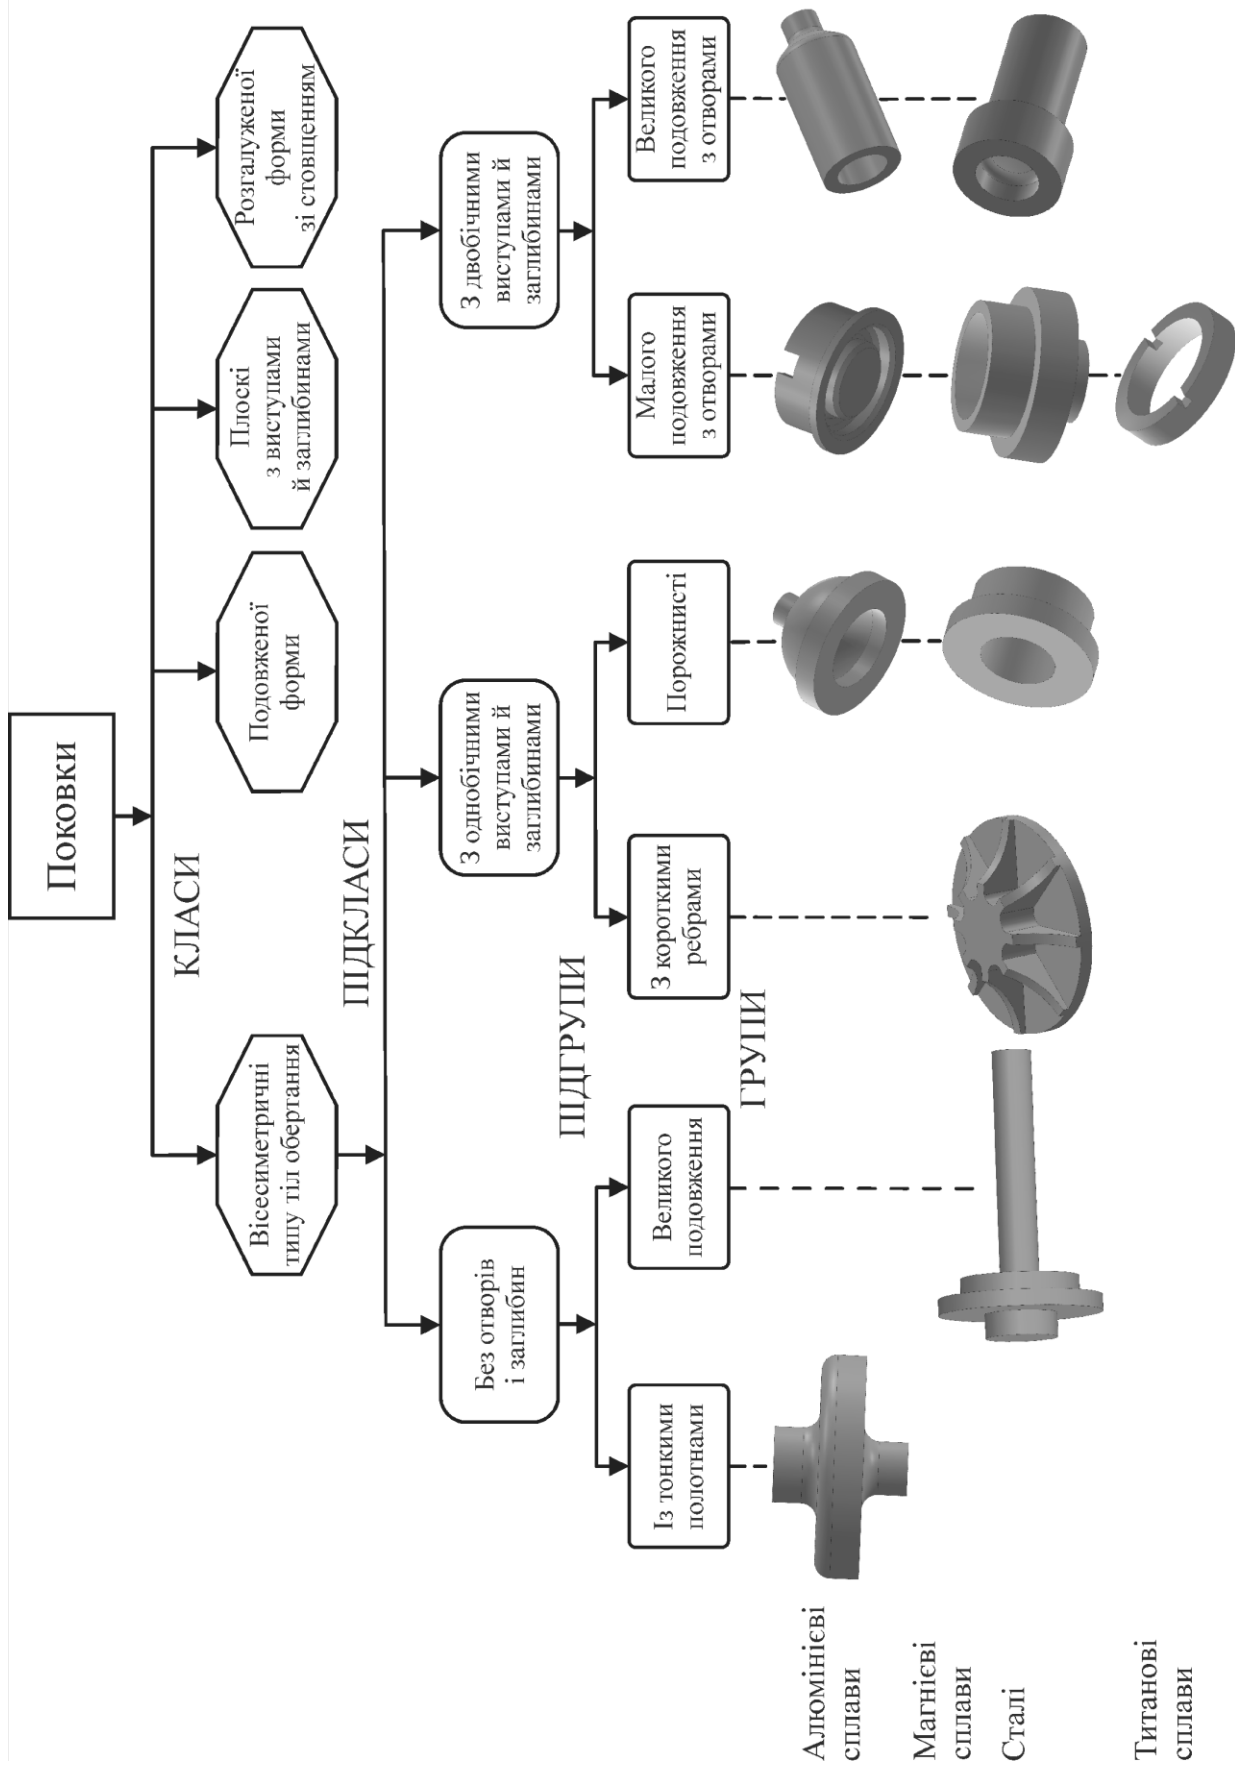 Поковки
КЛАСИ
Вісесиметричні
типу тіл обертання
Подовженої
форми
Плоскі
з виступами
й заглибинами
Розгалуженої
форми
зі стовщенням
ПІДКЛАСИ
Без отворів
і заглибин
З однобічними
виступами й
заглибинами
З двобічними
виступами й
заглибинами
ПІДГРУПИ
Із тонкими
полотнами
Великого
подовження
З короткими
ребрами
Порожнисті
Малого
подовження
з отворами
Великого
подовження
з отворами
ГРУПИ
Алюмінієві
сплави
Магнієві
сплави
Сталі
Титанові
сплави